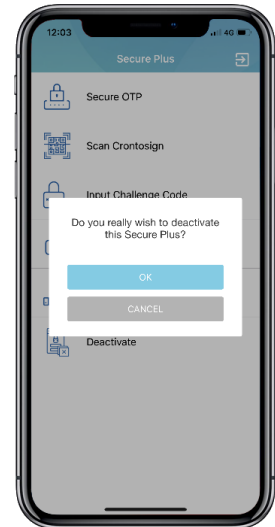 12:03
4G
Secure Plus
Secure OTP
Scan Crontosign
Input Challenge Code
Do you really wish to deactivate
this Secure Plus?
OK
CANCEL
Deactivate